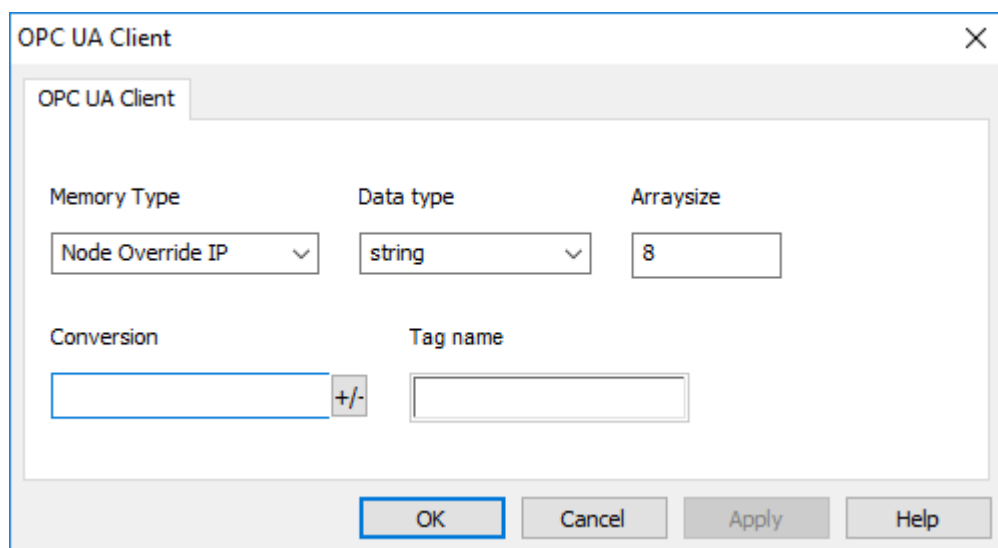 OPC UA Client
OPC UA Client
Memory Type Data type Arraysize
Node Override IP string 8
Conversion Tag name
+/-
OK Cancel Apply Help